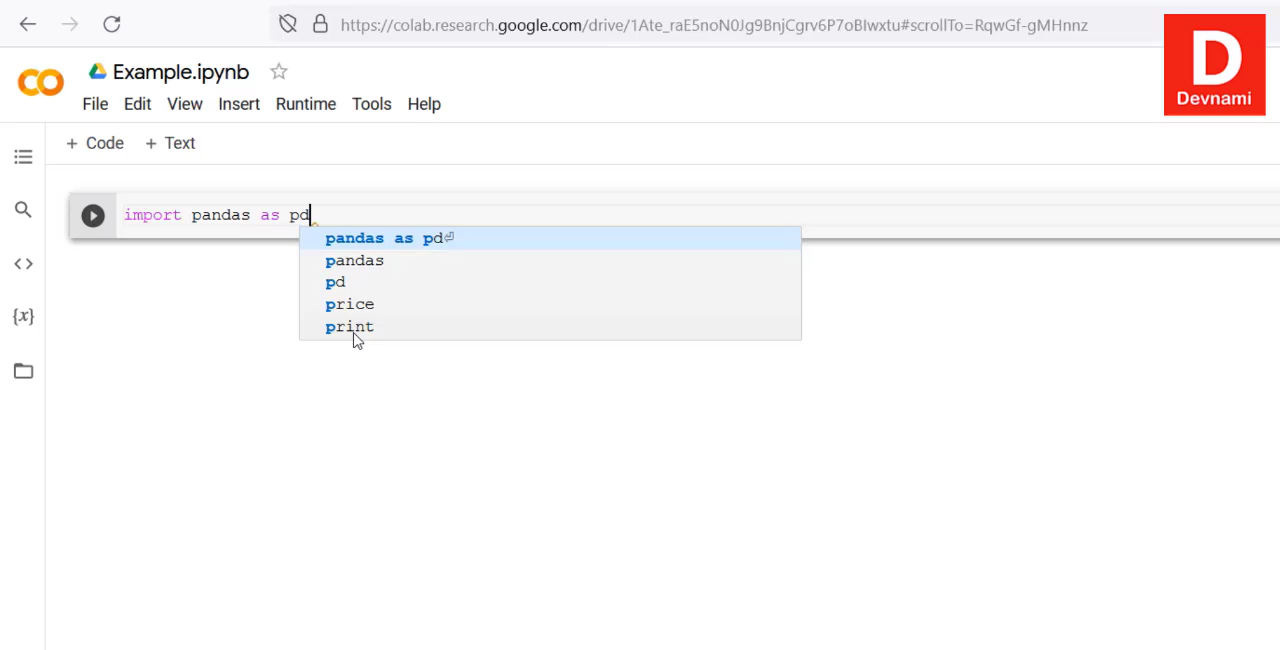 https://colab.research.google.com/drive/1Ate_raE5noN0Jg9BnjCgrv6P7oBIwxtu#scrollTo=RqwGf-gMHnnz
D
Devnami
CO
Example.ipynb
File Edit View Insert Runtime Tools Help
+ Code + Text
import pandas as pd
pandas as pd
pandas
pd
price
print
{x}